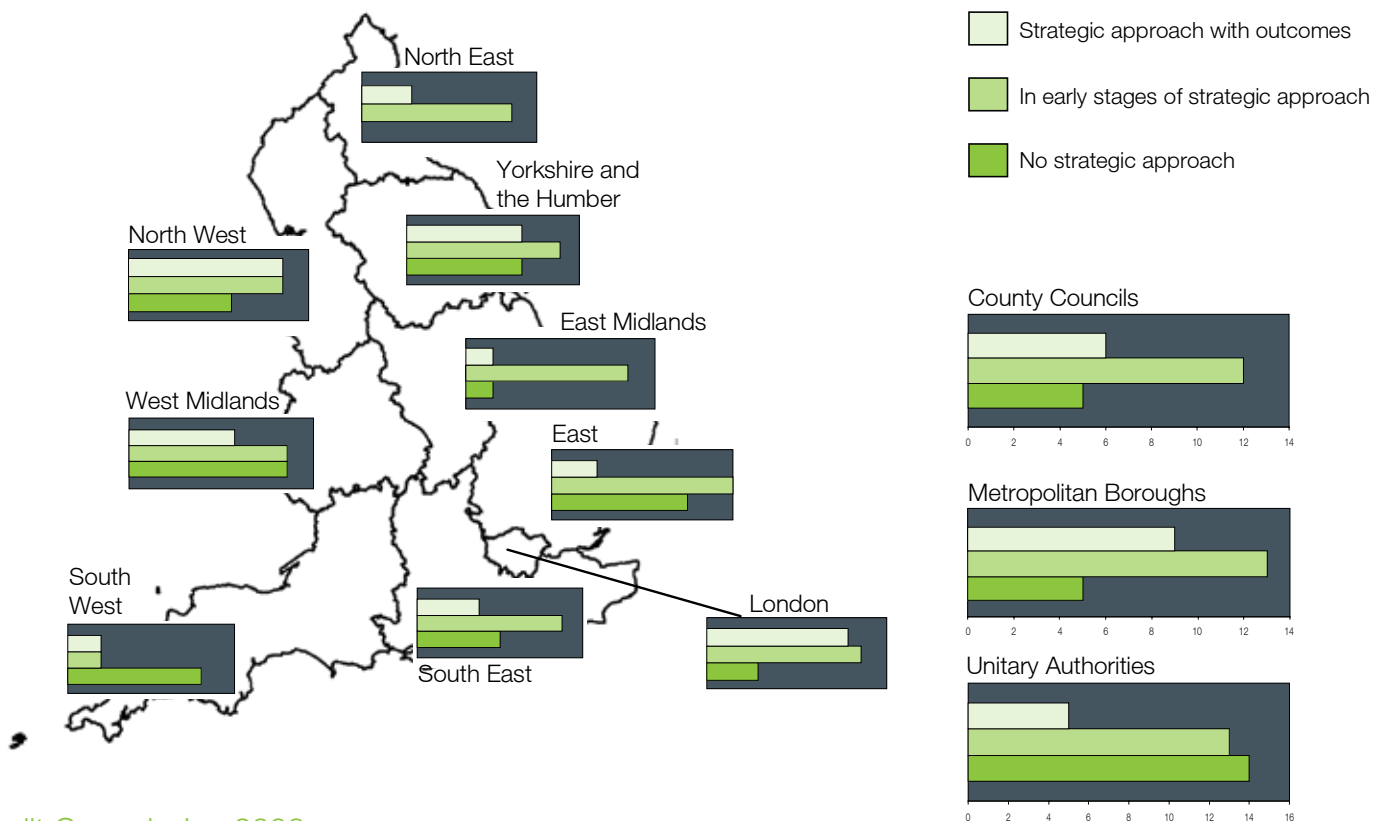 North East
Yorkshire and
the Humber
North West
East Midlands
West Midlands
East
South
West
South East
London
Strategic approach with outcomes
In early stages of strategic approach
No strategic approach
County Councils
0 2 4 6 8 10 12 14
Metropolitan Boroughs
0 2 4 6 8 10 12 14
Unitary Authorities
0 2 4 6 8 10 12 14 16